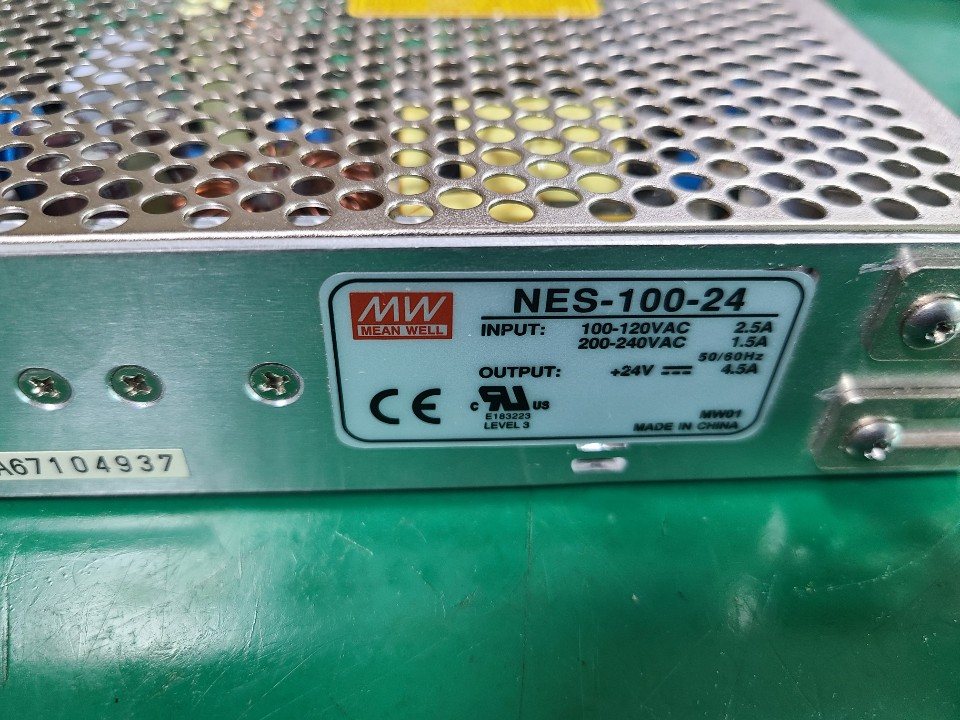 MW
MEAN WELL
NES-100-24
INPUT: 100-120VAC 2.5A
200-240VAC 1.5A
50/60Hz
OUTPUT: +24V 4.5A
CE
c RU US
E183223
LEVEL 3
MW01
MADE IN CHINA
A67104937